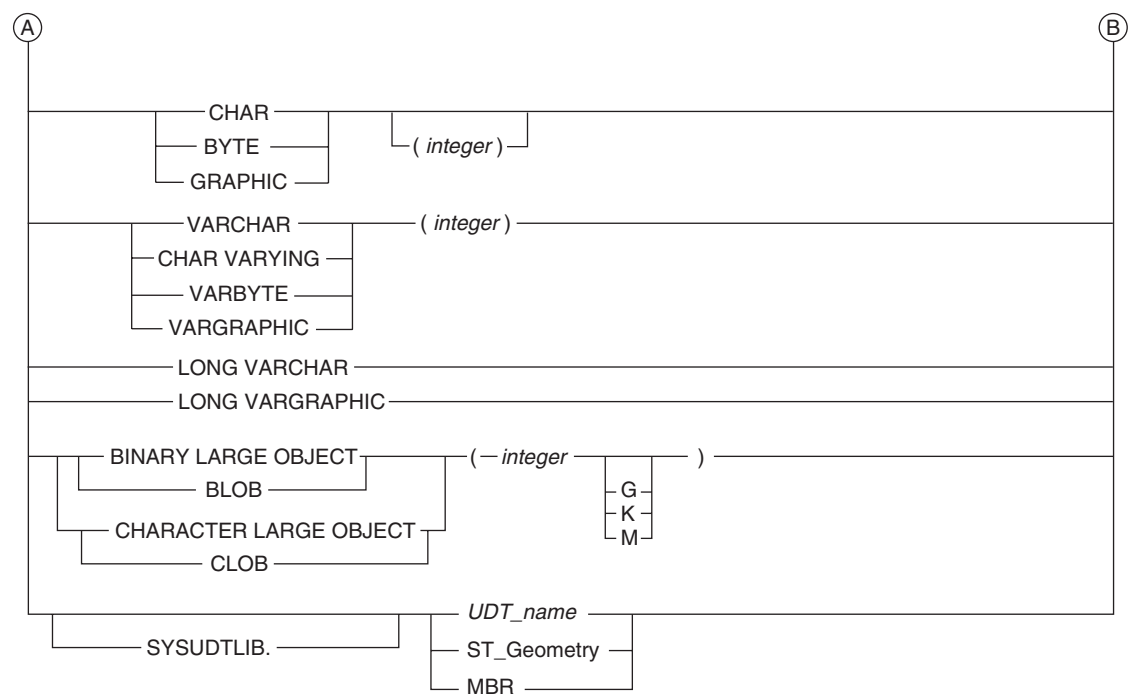 A B
CHAR
BYTE ( integer )
GRAPHIC
VARCHAR ( integer )
CHAR VARYING
VARBYTE
VARGRAPHIC
LONG VARCHAR
LONG VARGRAPHIC
BINARY LARGE OBJECT ( integer )
BLOB G
K
CHARACTER LARGE OBJECT M
CLOB
UDT_name
SYSUDTLIB. ST_Geometry
MBR